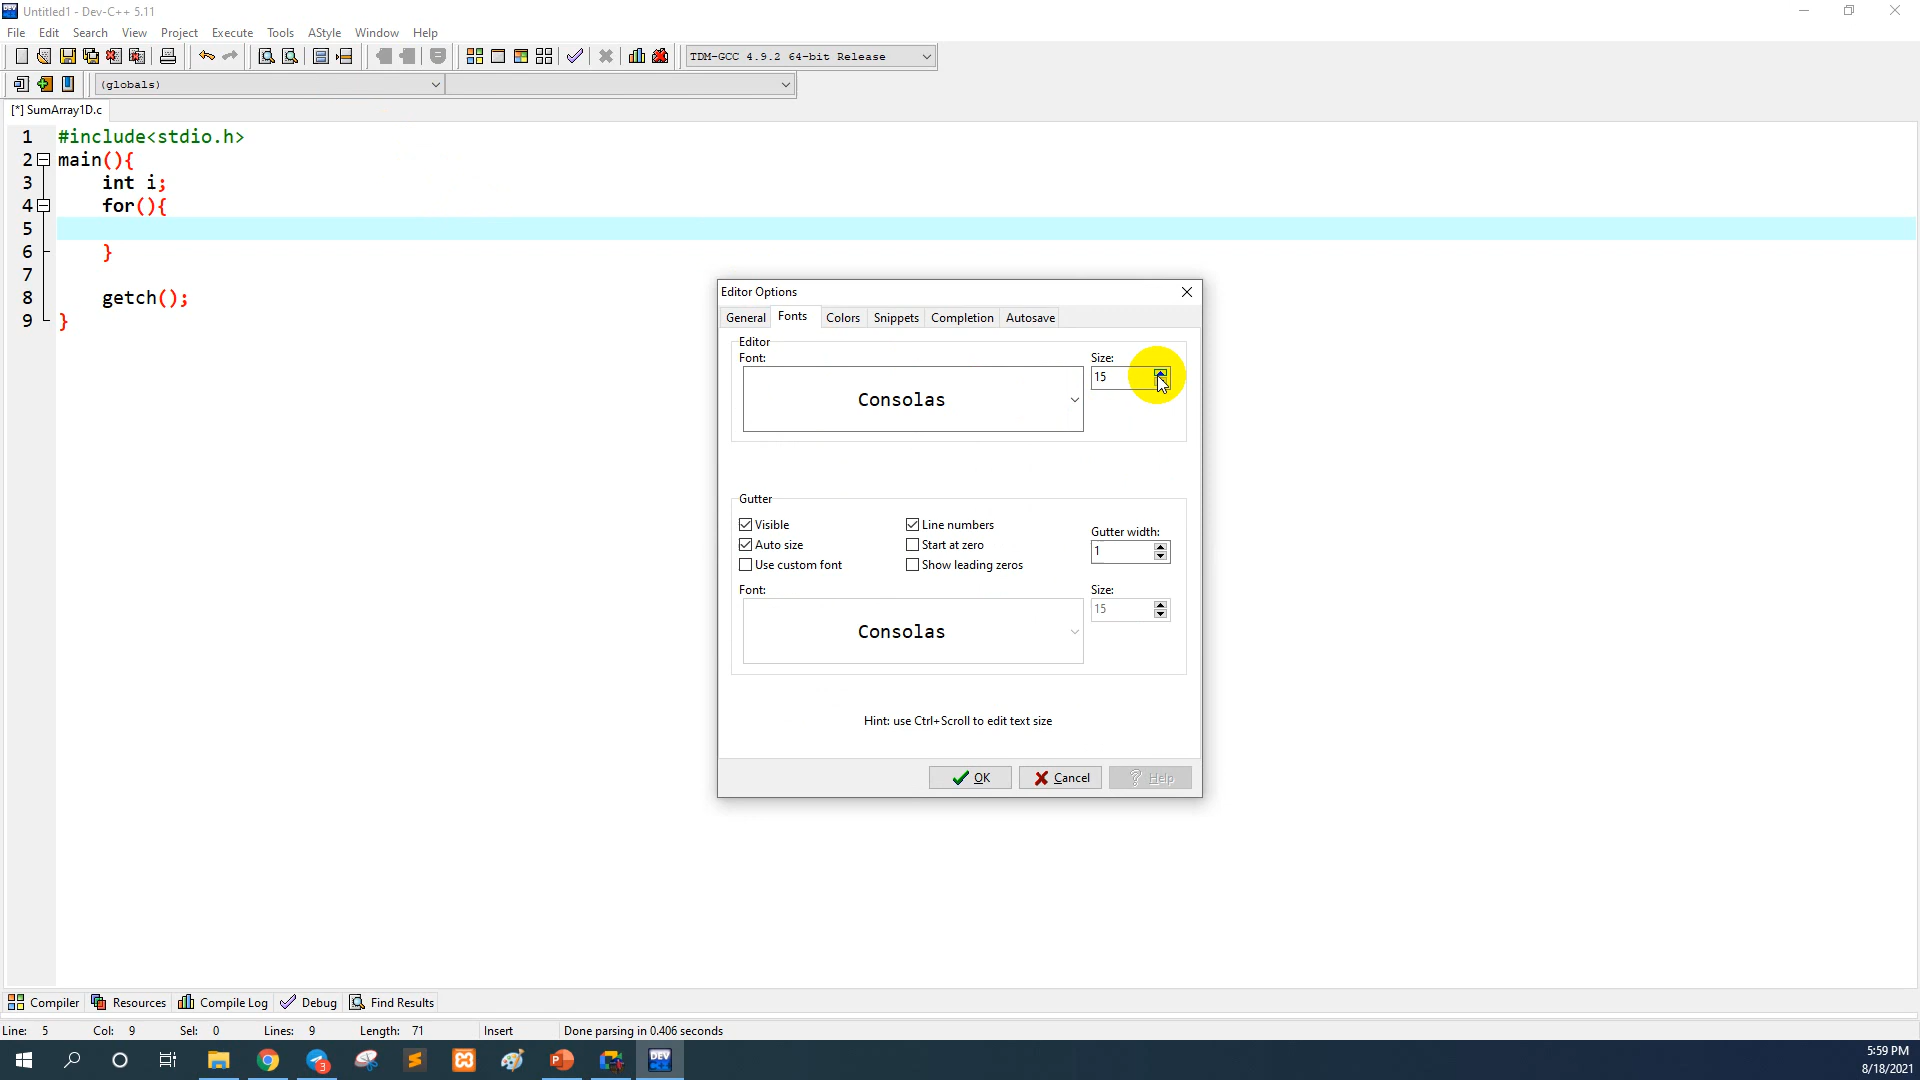 Untitled1 - Dev-C++ 5.11
File Edit Search View Project Execute Tools AStyle Window Help
TDM-GCC 4.9.2 64-bit Release
(globals)
[*] SumArray1D.c
1 #include<stdio.h>
2 main(){
3 int i;
4 for(){
5
6 }
7
8 getch();
9 }
Editor Options
General Fonts Colors Snippets Completion Autosave
Editor
Font: Size:
Consolas 15
Gutter
Visible Line numbers Gutter width:
Auto size Start at zero 1
Use custom font Show leading zeros
Font: Size:
Consolas 15
Hint: use Ctrl+Scroll to edit text size
OK Cancel Help
Compiler Resources Compile Log Debug Find Results
Line: 5 Col: 9 Sel: 0 Lines: 9 Length: 71 Insert Done parsing in 0.406 seconds
3 DEV
5:59 PM
8/18/2021